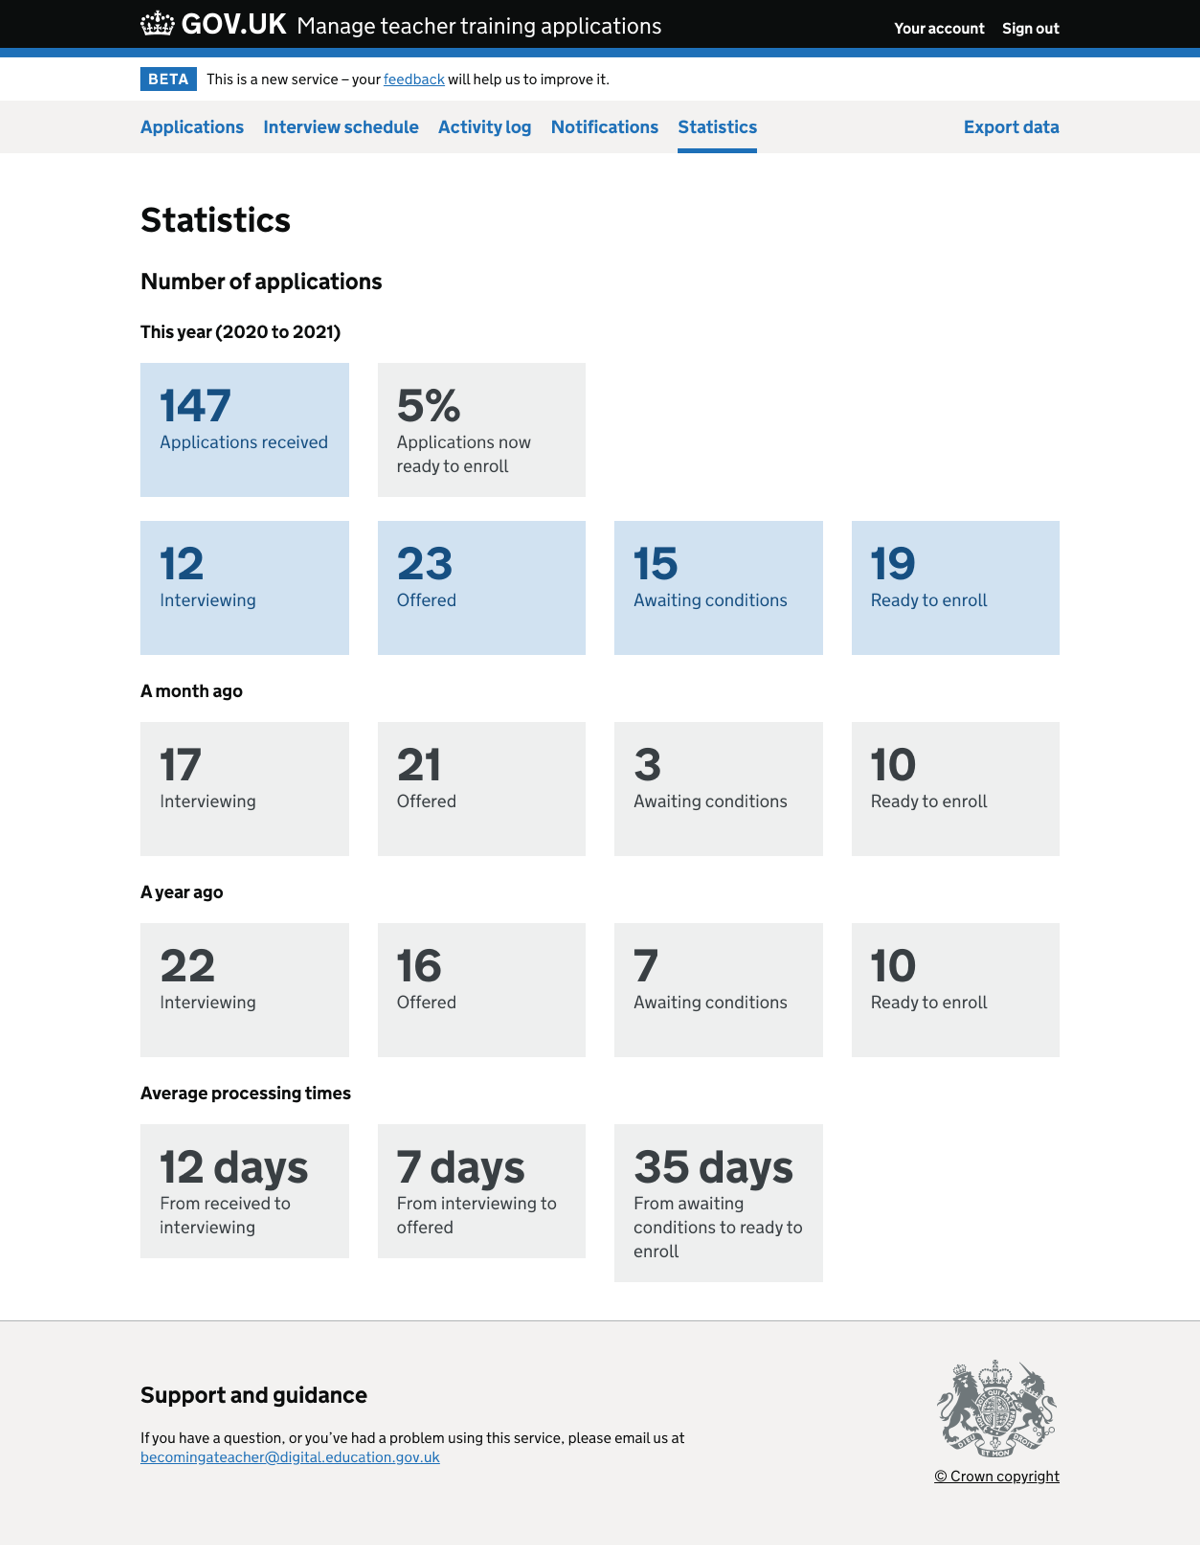 GOV.UK Manage teacher training applications
Your account Sign out
BETA This is a new service – your feedback will help us to improve it.
Applications Interview schedule Activity log Notifications Statistics Export data
Statistics
Number of applications
This year (2020 to 2021)
147
Applications received
5%
Applications now
ready to enroll
12
Interviewing
23
Offered
15
Awaiting conditions
19
Ready to enroll
A month ago
17
Interviewing
21
Offered
3
Awaiting conditions
10
Ready to enroll
A year ago
22
Interviewing
16
Offered
7
Awaiting conditions
10
Ready to enroll
Average processing times
12 days
From received to
interviewing
7 days
From interviewing to
offered
35 days
From awaiting
conditions to ready to
enroll
Support and guidance
If you have a question, or you’ve had a problem using this service, please email us at
becomingateacher@digital.education.gov.uk
DIEU ET MON DROIT
© Crown copyright